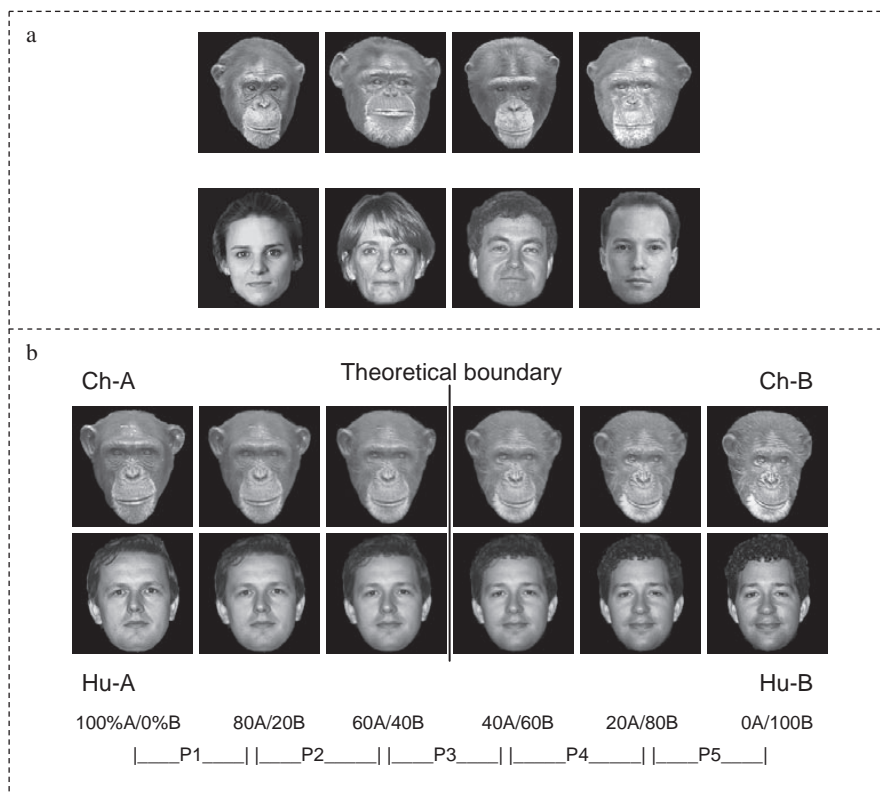 a
b
Ch-A
Theoretical boundary
Ch-B
Hu-A
Hu-B
100%A/0%B 80A/20B 60A/40B 40A/60B 20A/80B 0A/100B
|____P1____| |____P2_____| |____P3____| |_____P4_____| |____P5____|